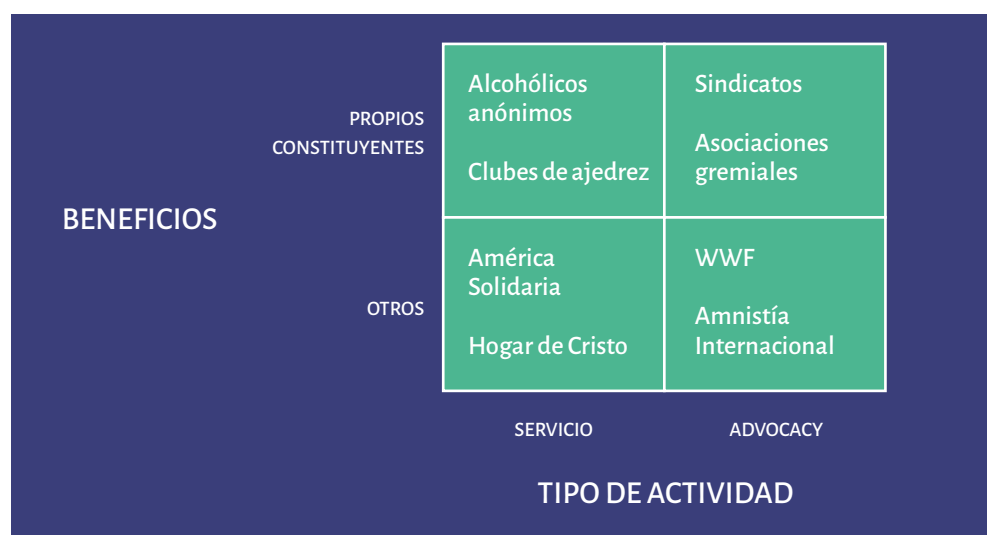 PROPIOS
CONSTITUYENTES
Alcohólicos
anónimos
Clubes de ajedrez
Sindicatos
Asociaciones
gremiales
BENEFICIOS
OTROS
América
Solidaria
Hogar de Cristo
WWF
Amnistía
Internacional
SERVICIO
ADVOCACY
TIPO DE ACTIVIDAD